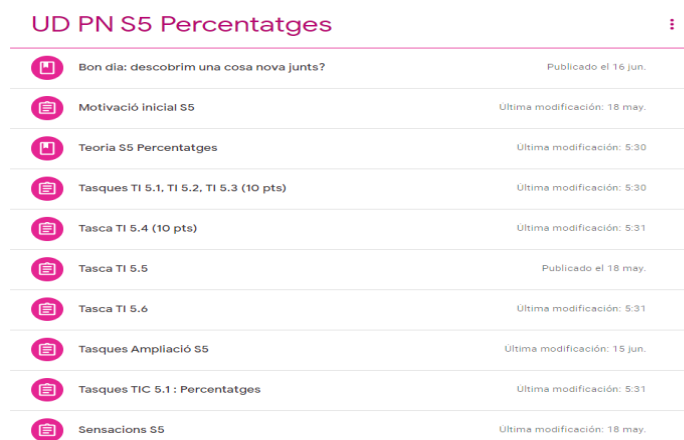 UD PN S5 Percentatges
Bon dia: descobrim una cosa nova junts? Publicado el 16 jun.
Motivació inicial S5 Última modificación: 18 may.
Teoria S5 Percentatges Última modificación: 5:30
Tasques TI 5.1, TI 5.2, TI 5.3 (10 pts) Última modificación: 5:30
Tasca TI 5.4 (10 pts) Última modificación: 5:31
Tasca TI 5.5 Publicado el 18 may.
Tasca TI 5.6 Última modificación: 5:31
Tasques Ampliació S5 Última modificación: 15 jun.
Tasques TIC 5.1 : Percentatges Última modificación: 5:31
Sensacions S5 Última modificación: 18 may.